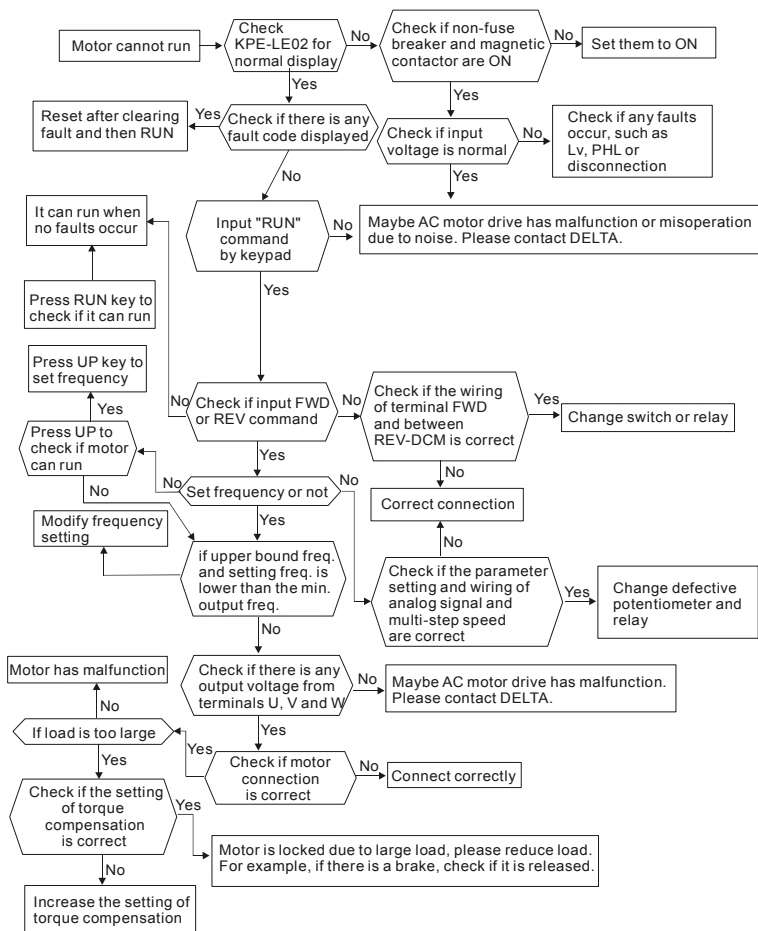 Motor cannot run
Check
KPE-LE02 for
normal display
No
Check if non-fuse
breaker and magnetic
contactor are ON
No
Set them to ON
Yes
Yes
Reset after clearing
fault and then RUN
Yes
Check if there is any
fault code displayed
Check if input
voltage is normal
No
Check if any faults
occur, such as
Lv, PHL or
disconnection
No
Yes
It can run when
no faults occur
Input "RUN"
command
by keypad
No
Maybe AC motor drive has malfunction or misoperation
due to noise. Please contact DELTA.
Yes
Press RUN key to
check if it can run
Press UP key to
set frequency
No
Check if input FWD
or REV command
No
Check if the wiring
of terminal FWD
and between
REV-DCM is correct
Yes
Change switch or relay
Yes
Press UP to
check if motor
can run
Yes
No
No
Set frequency or not
No
No
Correct connection
Modify frequency
setting
Yes
No
if upper bound freq.
and setting freq. is
lower than the min.
output freq.
Check if the parameter
setting and wiring of
analog signal and
multi-step speed
are correct
Yes
Change defective
potentiometer and
relay
No
Motor has malfunction
Check if there is any
output voltage from
terminals U, V and W
No
Maybe AC motor drive has malfunction.
Please contact DELTA.
No
Yes
If load is too large
Yes
Check if motor
connection
is correct
No
Connect correctly
Yes
Check if the setting
of torque
compensation
is correct
Yes
Motor is locked due to large load, please reduce load.
For example, if there is a brake, check if it is released.
No
Increase the setting of
torque compensation